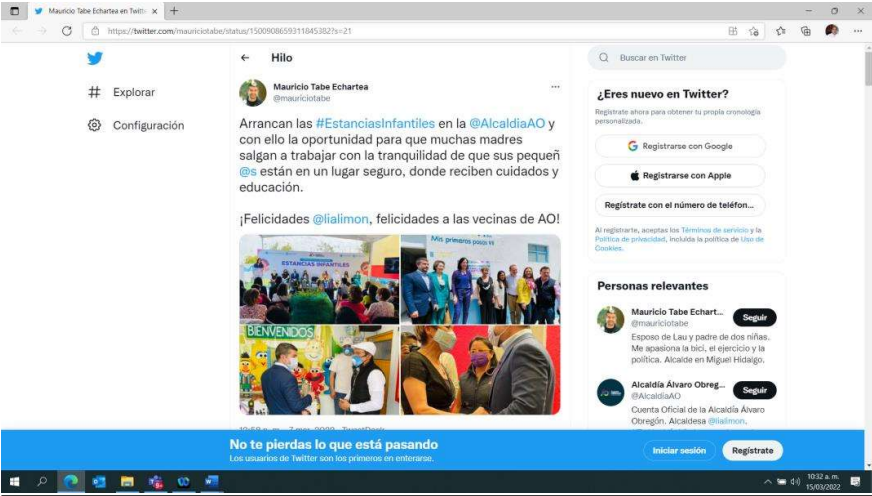 Mauricio Tabe Echartea en Twitt
https://twitter.com/mauriciotabe/status/1500908659311845382?s=21
Explorar
Configuración
Hilo
Mauricio Tabe Echartea
@mauriciotabe
Arrancan las #EstanciasInfantiles en la @AlcaldiaAO y
con ello la oportunidad para que muchas madres
salgan a trabajar con la tranquilidad de que sus pequeñ
@s están en un lugar seguro, donde reciben cuidados y
educación.
¡Felicidades @lialimon, felicidades a las vecinas de AO!
ESTANCIAS INFANTILES
Mis primeros pasos
BIENVENIDOS
Buscar en Twitter
¿Eres nuevo en Twitter?
Regístrate ahora para obtener tu propia cronología
personalizada.
Registrarse con Google
Registrarse con Apple
Regístrate con el número de teléfon...
Al registrarte, aceptas los Términos de servicio y la
Política de privacidad, incluida la política de Uso de
Cookies.
Personas relevantes
Mauricio Tabe Echart...
Seguir
@mauriciotabe
Esposo de Lau y padre de dos niñas.
Me apasiona la bici, el ejercicio y la
política. Alcalde en Miguel Hidalgo.
Alcaldía Álvaro Obreg...
Seguir
@AlcaldiaAO
Cuenta Oficial de la Alcaldía Álvaro
Obregón. Alcaldesa @lialimon.
No te pierdas lo que está pasando
Los usuarios de Twitter son los primeros en enterarse.
Iniciar sesión
Regístrate
10:32 a. m.
15/03/2022